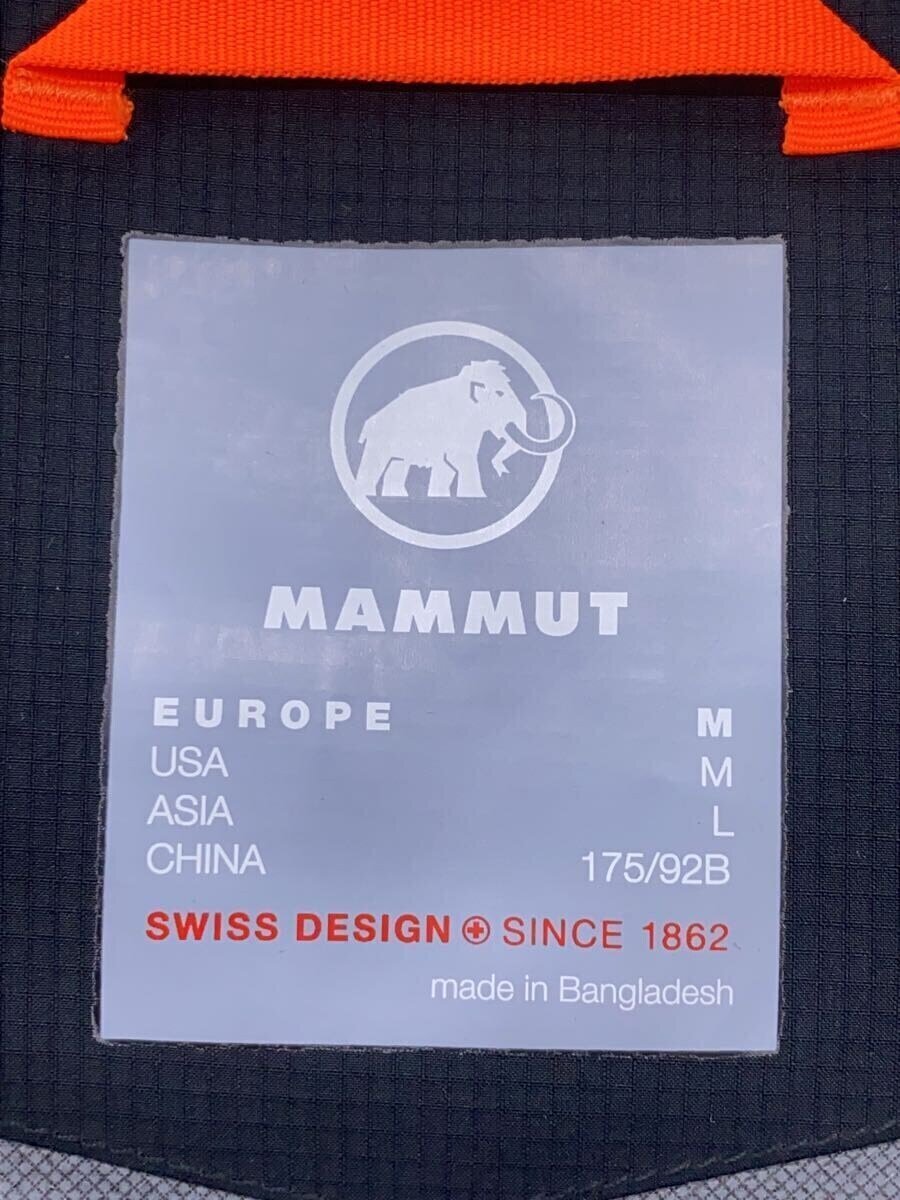 MAMMUT
EUROPE M
USA M
ASIA L
CHINA 175/92B
SWISS DESIGN SINCE 1862
made in Bangladesh